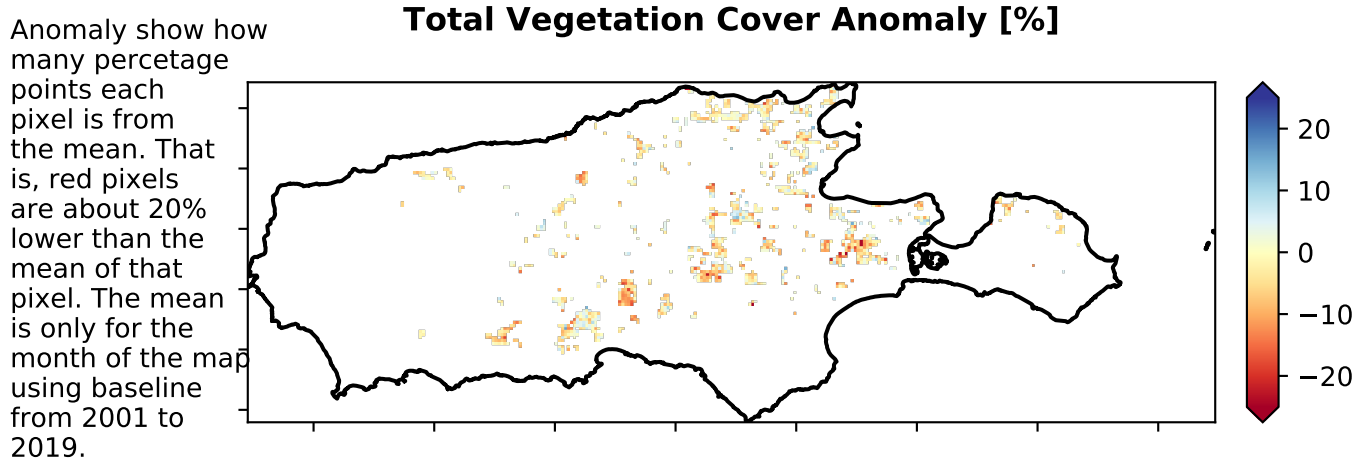 Total Vegetation Cover Anomaly [%]
Anomaly show how
many percetage
points each
pixel is from
the mean. That
is, red pixels
are about 20%
lower than the
mean of that
pixel. The mean
is only for the
month of the map
using baseline
from 2001 to
2019.
20
10
0
−10
−20